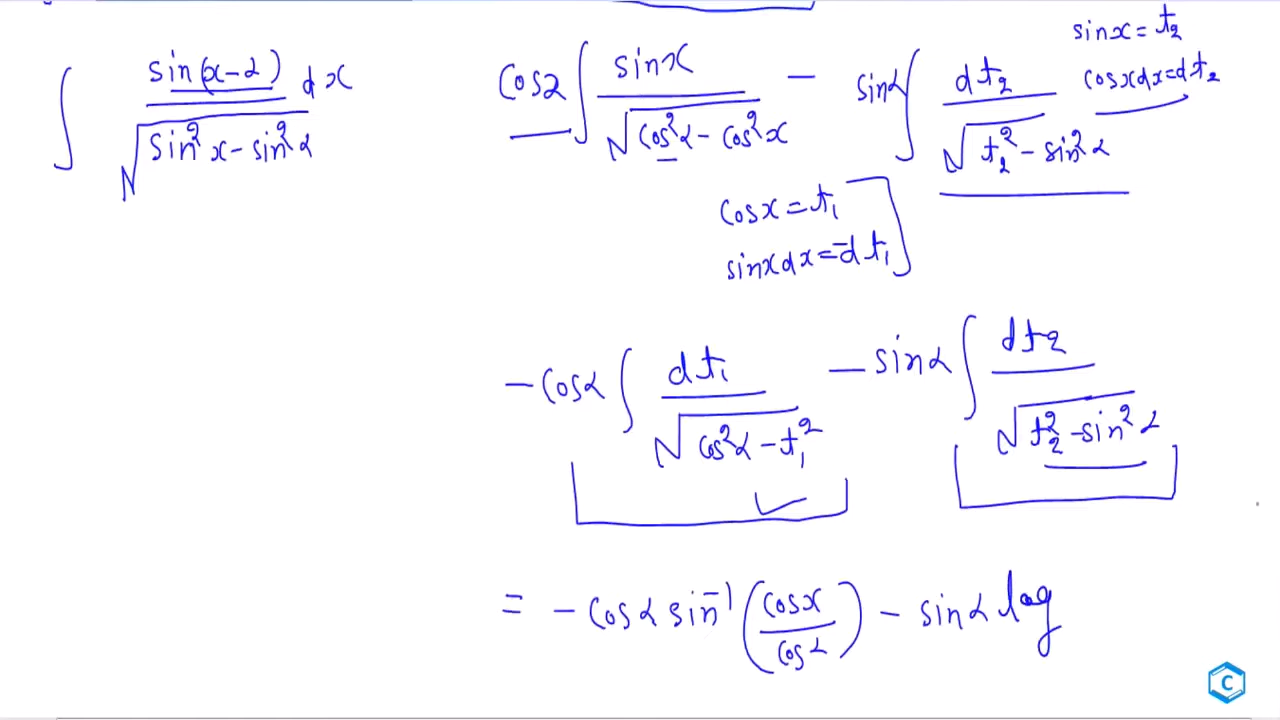 ∫ sin(x-α)/√(sin²x - sin²α) dx
cosα ∫ sinx/√(cos²α - cos²x) - sinα ∫ dt₂/√(t₂² - sin²α)
sinx = t₂
cosxdx = dt₂
cosx = t₁
sinxdx = -dt₁
-cosα ∫ dt₁/√(cos²α - t₁²) - sinα ∫ dt₂/√(t₂² - sin²α)
= -cosα sin⁻¹(cosx/cosα) - sinα log
C